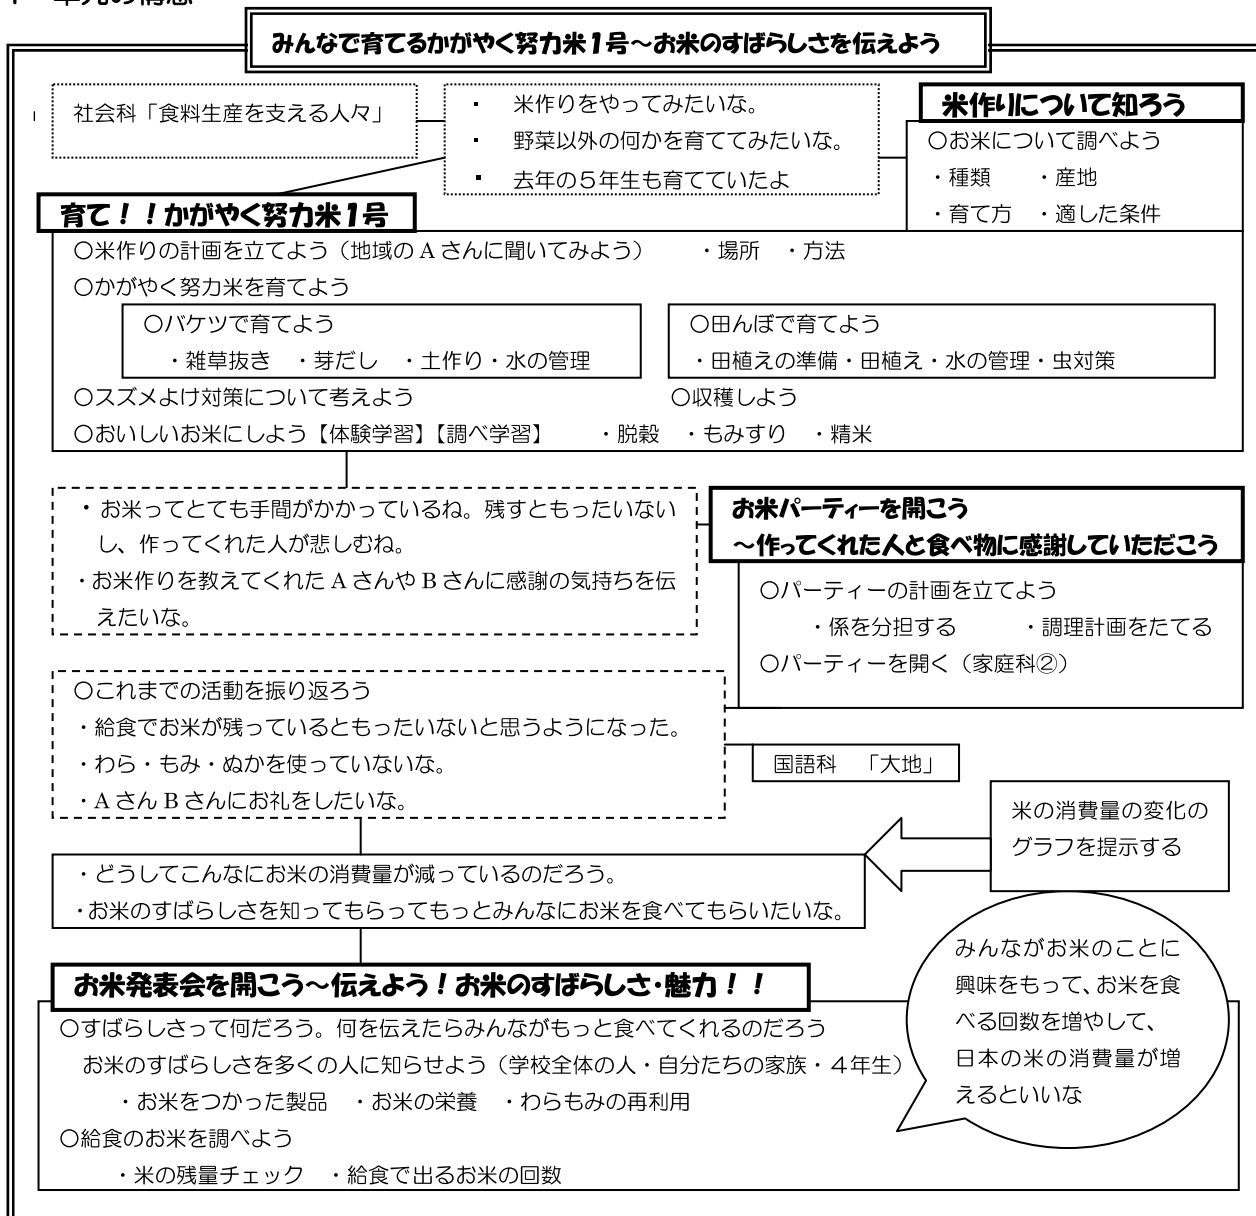 みんなで育てるかがやく努力米1号～お米のすばらしさを伝えよう
社会科「食料生産を支える人々」
・ 米作りをやってみたいな。
・ 野菜以外の何かを育ててみたいな。
・ 去年の5年生も育てていたよ
米作りについて知ろう
○お米について調べよう
・種類 ・産地
・育て方 ・適した条件
育て！！かがやく努力米1号
○米作りの計画を立てよう（地域のAさんに聞いてみよう） ・場所 ・方法
○かがやく努力米を育てよう
○バケツで育てよう
・雑草抜き ・芽だし ・土作り・水の管理
○田んぼで育てよう
・田植えの準備・田植え・水の管理・虫対策
○スズメよけ対策について考えよう ○収穫しよう
○おいしいお米にしよう【体験学習】【調べ学習】 ・脱穀 ・もみすり ・精米
・お米ってとても手間がかかっているね。残すともったいない
し、作ってくれた人が悲しむね。
・お米作りを教えてくれたAさんやBさんに感謝の気持ちを伝
えたいな。
お米パーティーを開こう
～作ってくれた人と食べ物に感謝していただこう
○パーティーの計画を立てよう
・係を分担する ・調理計画をたてる
○パーティーを開く（家庭科②）
○これまでの活動を振り返ろう
・給食でお米が残っているともったいないと思うようになった。
・わら・もみ・ぬかを使っていないな。
・AさんBさんにお礼をしたいな。
国語科 「大地」
米の消費量の変化の
グラフを提示する
・どうしてこんなにお米の消費量が減っているのだろう。
・お米のすばらしさを知ってもらってもっとみんなにお米を食べてもらいたいな。
みんながお米のことに
興味をもって、お米を食
べる回数を増やして、
日本の米の消費量が増
えるといいな
お米発表会を開こう～伝えよう！お米のすばらしさ・魅力！！
○すばらしさって何だろう。何を伝えたらみんながもっと食べてくれるのだろう
お米のすばらしさを多くの人に知らせよう（学校全体の人・自分たちの家族・4年生）
・お米をつかった製品 ・お米の栄養 ・わらもみの再利用
○給食のお米を調べよう
・米の残量チェック ・給食で出るお米の回数